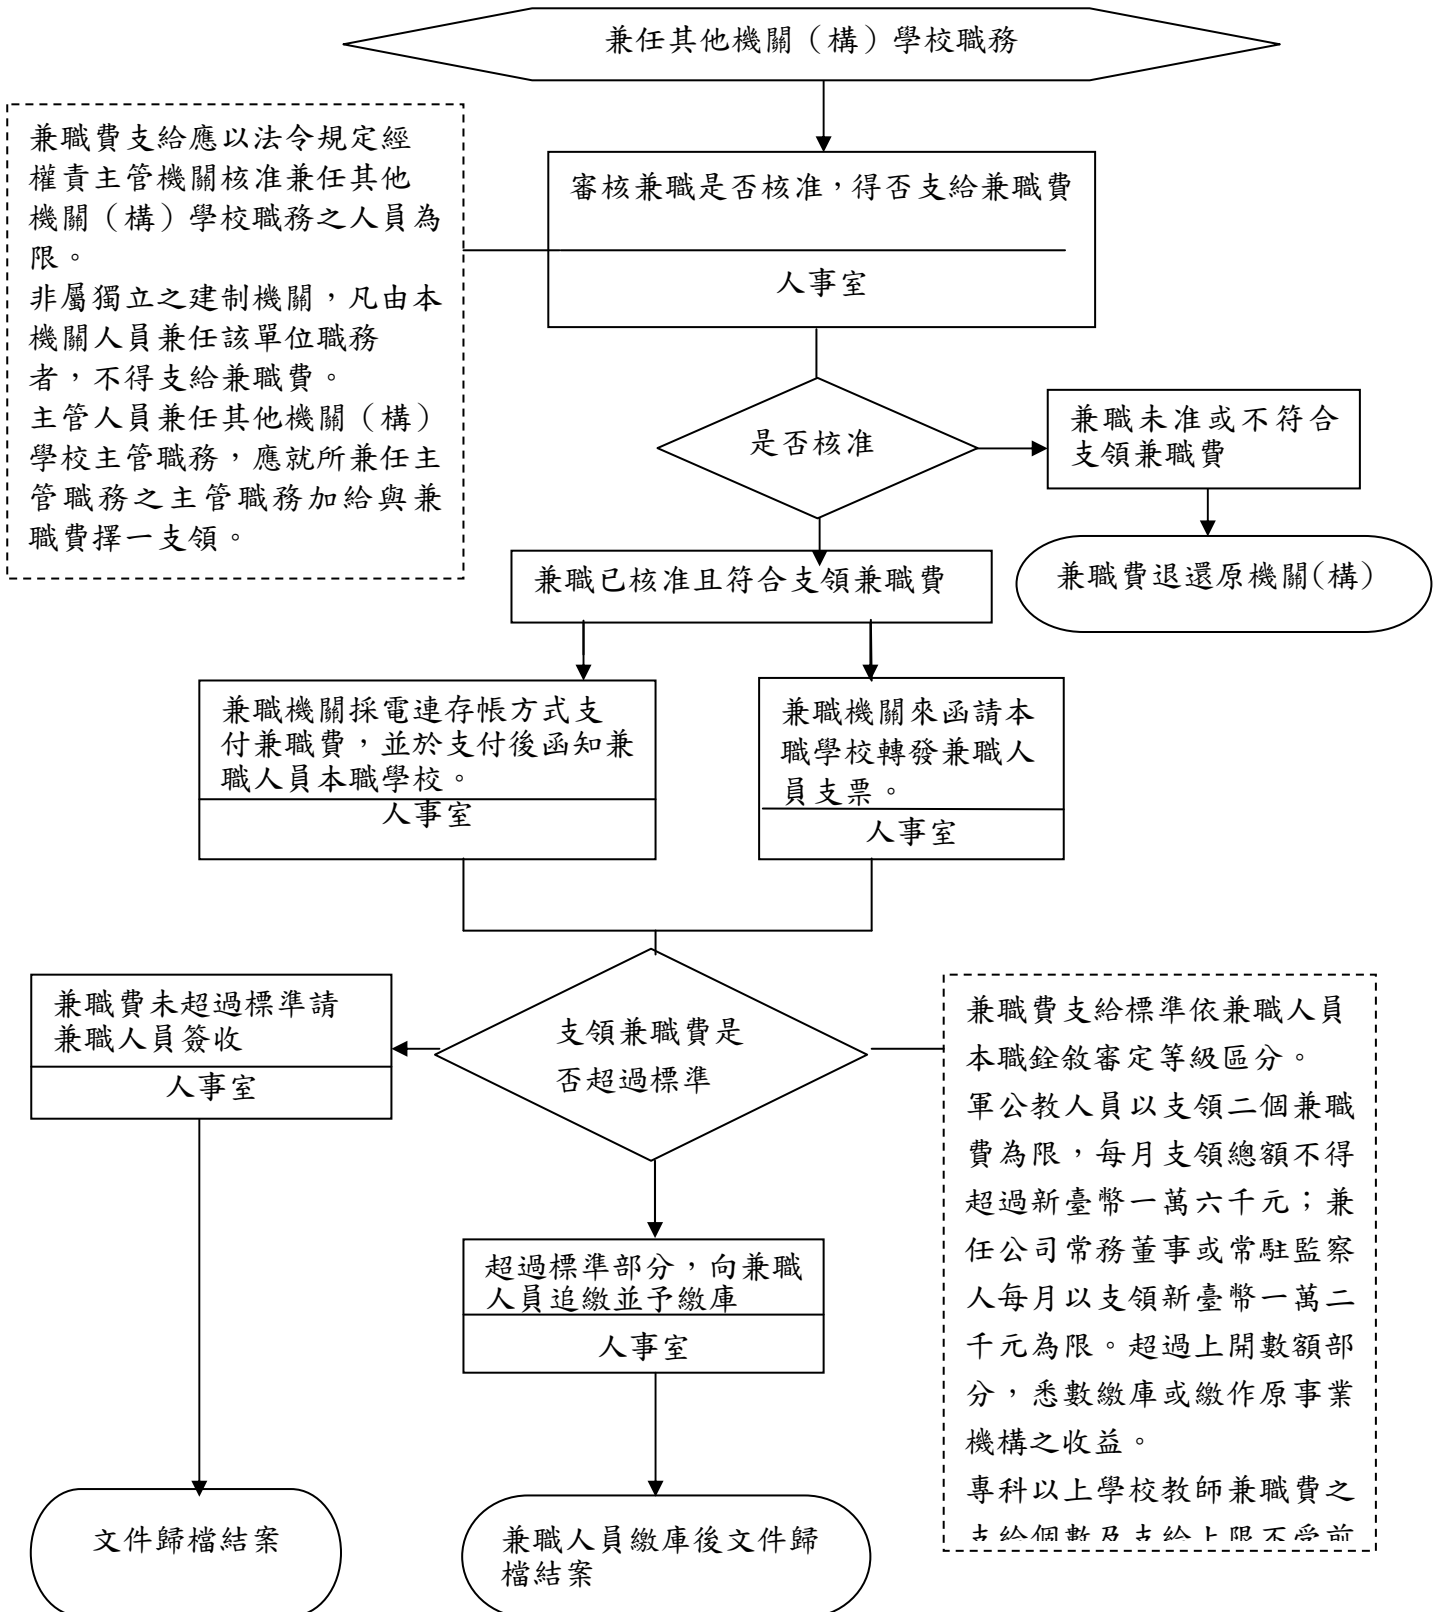 兼任其他機關（構）學校職務
兼職費支給應以法令規定經
權責主管機關核准兼任其他
機關（構）學校職務之人員為
限。
非屬獨立之建制機關，凡由本
機關人員兼任該單位職務
者，不得支給兼職費。
主管人員兼任其他機關（構）
學校主管職務，應就所兼任主
管職務之主管職務加給與兼
職費擇一支領。
審核兼職是否核准，得否支給兼職費
人事室
是否核准
兼職未准或不符合
支領兼職費
兼職費退還原機關(構)
兼職已核准且符合支領兼職費
兼職機關採電連存帳方式支
付兼職費，並於支付後函知兼
職人員本職學校。
人事室
兼職機關來函請本
職學校轉發兼職人
員支票。
人事室
支領兼職費是
否超過標準
兼職費未超過標準請
兼職人員簽收
人事室
兼職費支給標準依兼職人員
本職銓敘審定等級區分。
軍公教人員以支領二個兼職
費為限，每月支領總額不得
超過新臺幣一萬六千元；兼
任公司常務董事或常駐監察
人每月以支領新臺幣一萬二
千元為限。超過上開數額部
分，悉數繳庫或繳作原事業
機構之收益。
專科以上學校教師兼職費之
支給個數及支給上限不受前
超過標準部分，向兼職
人員追繳並予繳庫
人事室
文件歸檔結案
兼職人員繳庫後文件歸
檔結案